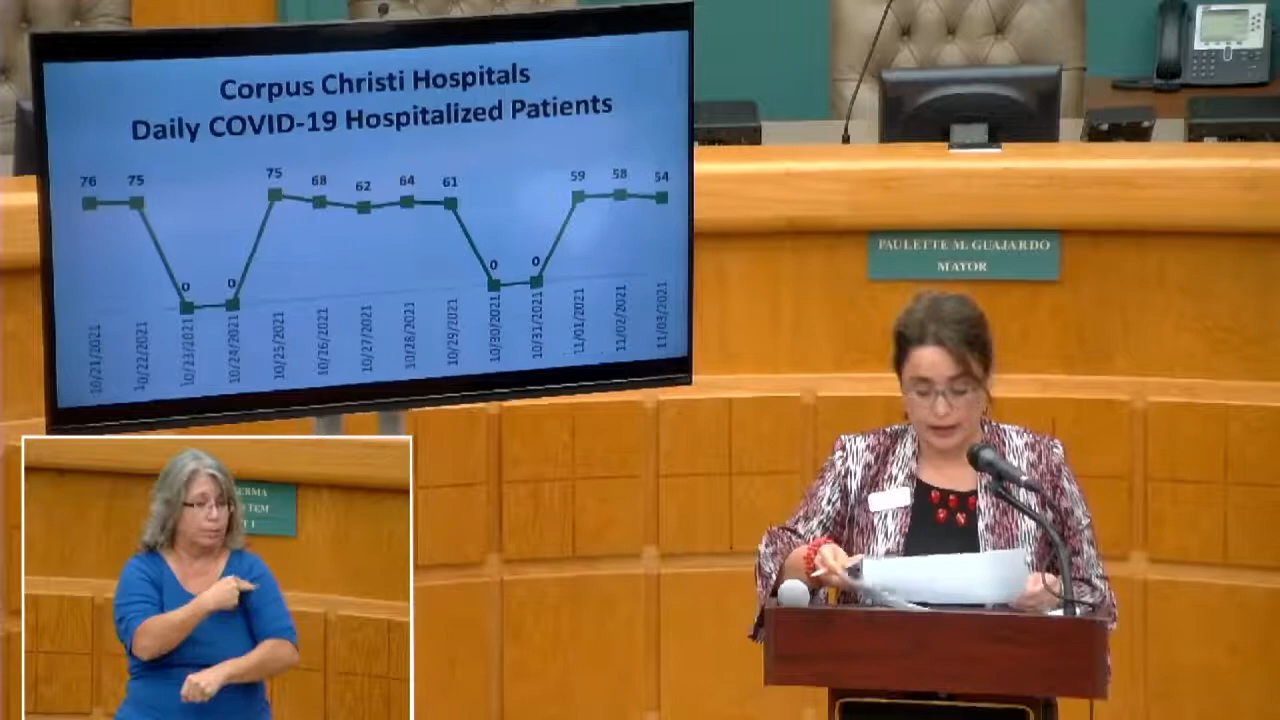 Corpus Christi Hospitals
Daily COVID-19 Hospitalized Patients
76 75 0 0 75 68 62 64 61 0 0 59 58 54
10/21/2021 10/22/2021 10/23/2021 10/24/2021 10/25/2021 10/26/2021 10/27/2021 10/28/2021 10/29/2021 10/30/2021 10/31/2021 11/01/2021 11/02/2021 11/03/2021
PAULETTE M. GUAJARDO
MAYOR
ERMA
TEM